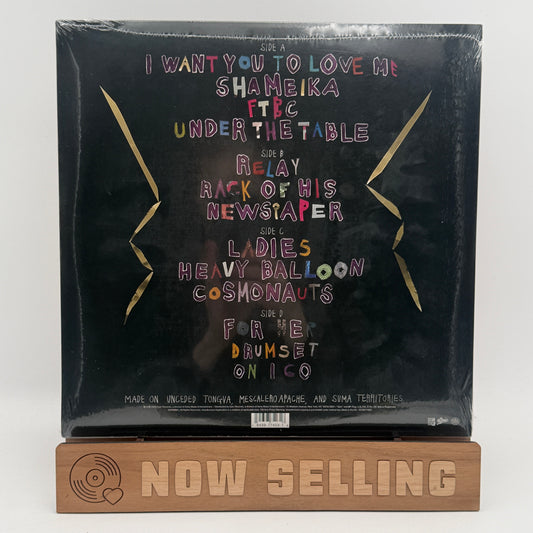 SIDE A
I WANT YOU TO LOVE ME
SHAMEIKA
FTBC
UNDER THE TABLE
SIDE B
RELAY
RACK OF HIS
NEWSPAPER
SIDE C
LADIES
HEAVY BALLOON
COSMONAUTS
SIDE D
FOR HER
DRUMSET
ON I GO
MADE ON UNCEDED TONGVA, MESCALERO APACHE, AND SUMA TERRITORIES
NOW SELLING